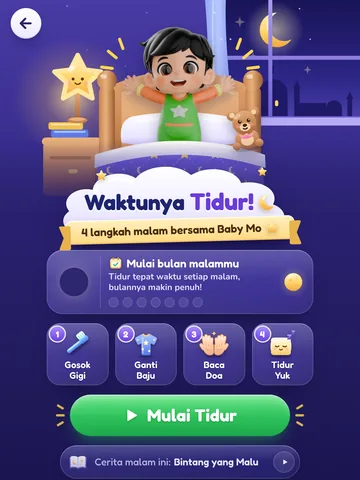 Waktunya Tidur!
4 langkah malam bersama Baby Mo
Mulai bulan malammu
Tidur tepat waktu setiap malam,
bulannya makin penuh!
1
2
3
4
Gosok
Gigi
Ganti
Baju
Baca
Doa
Tidur
Yuk
Mulai Tidur
Cerita malam ini: Bintang yang Malu